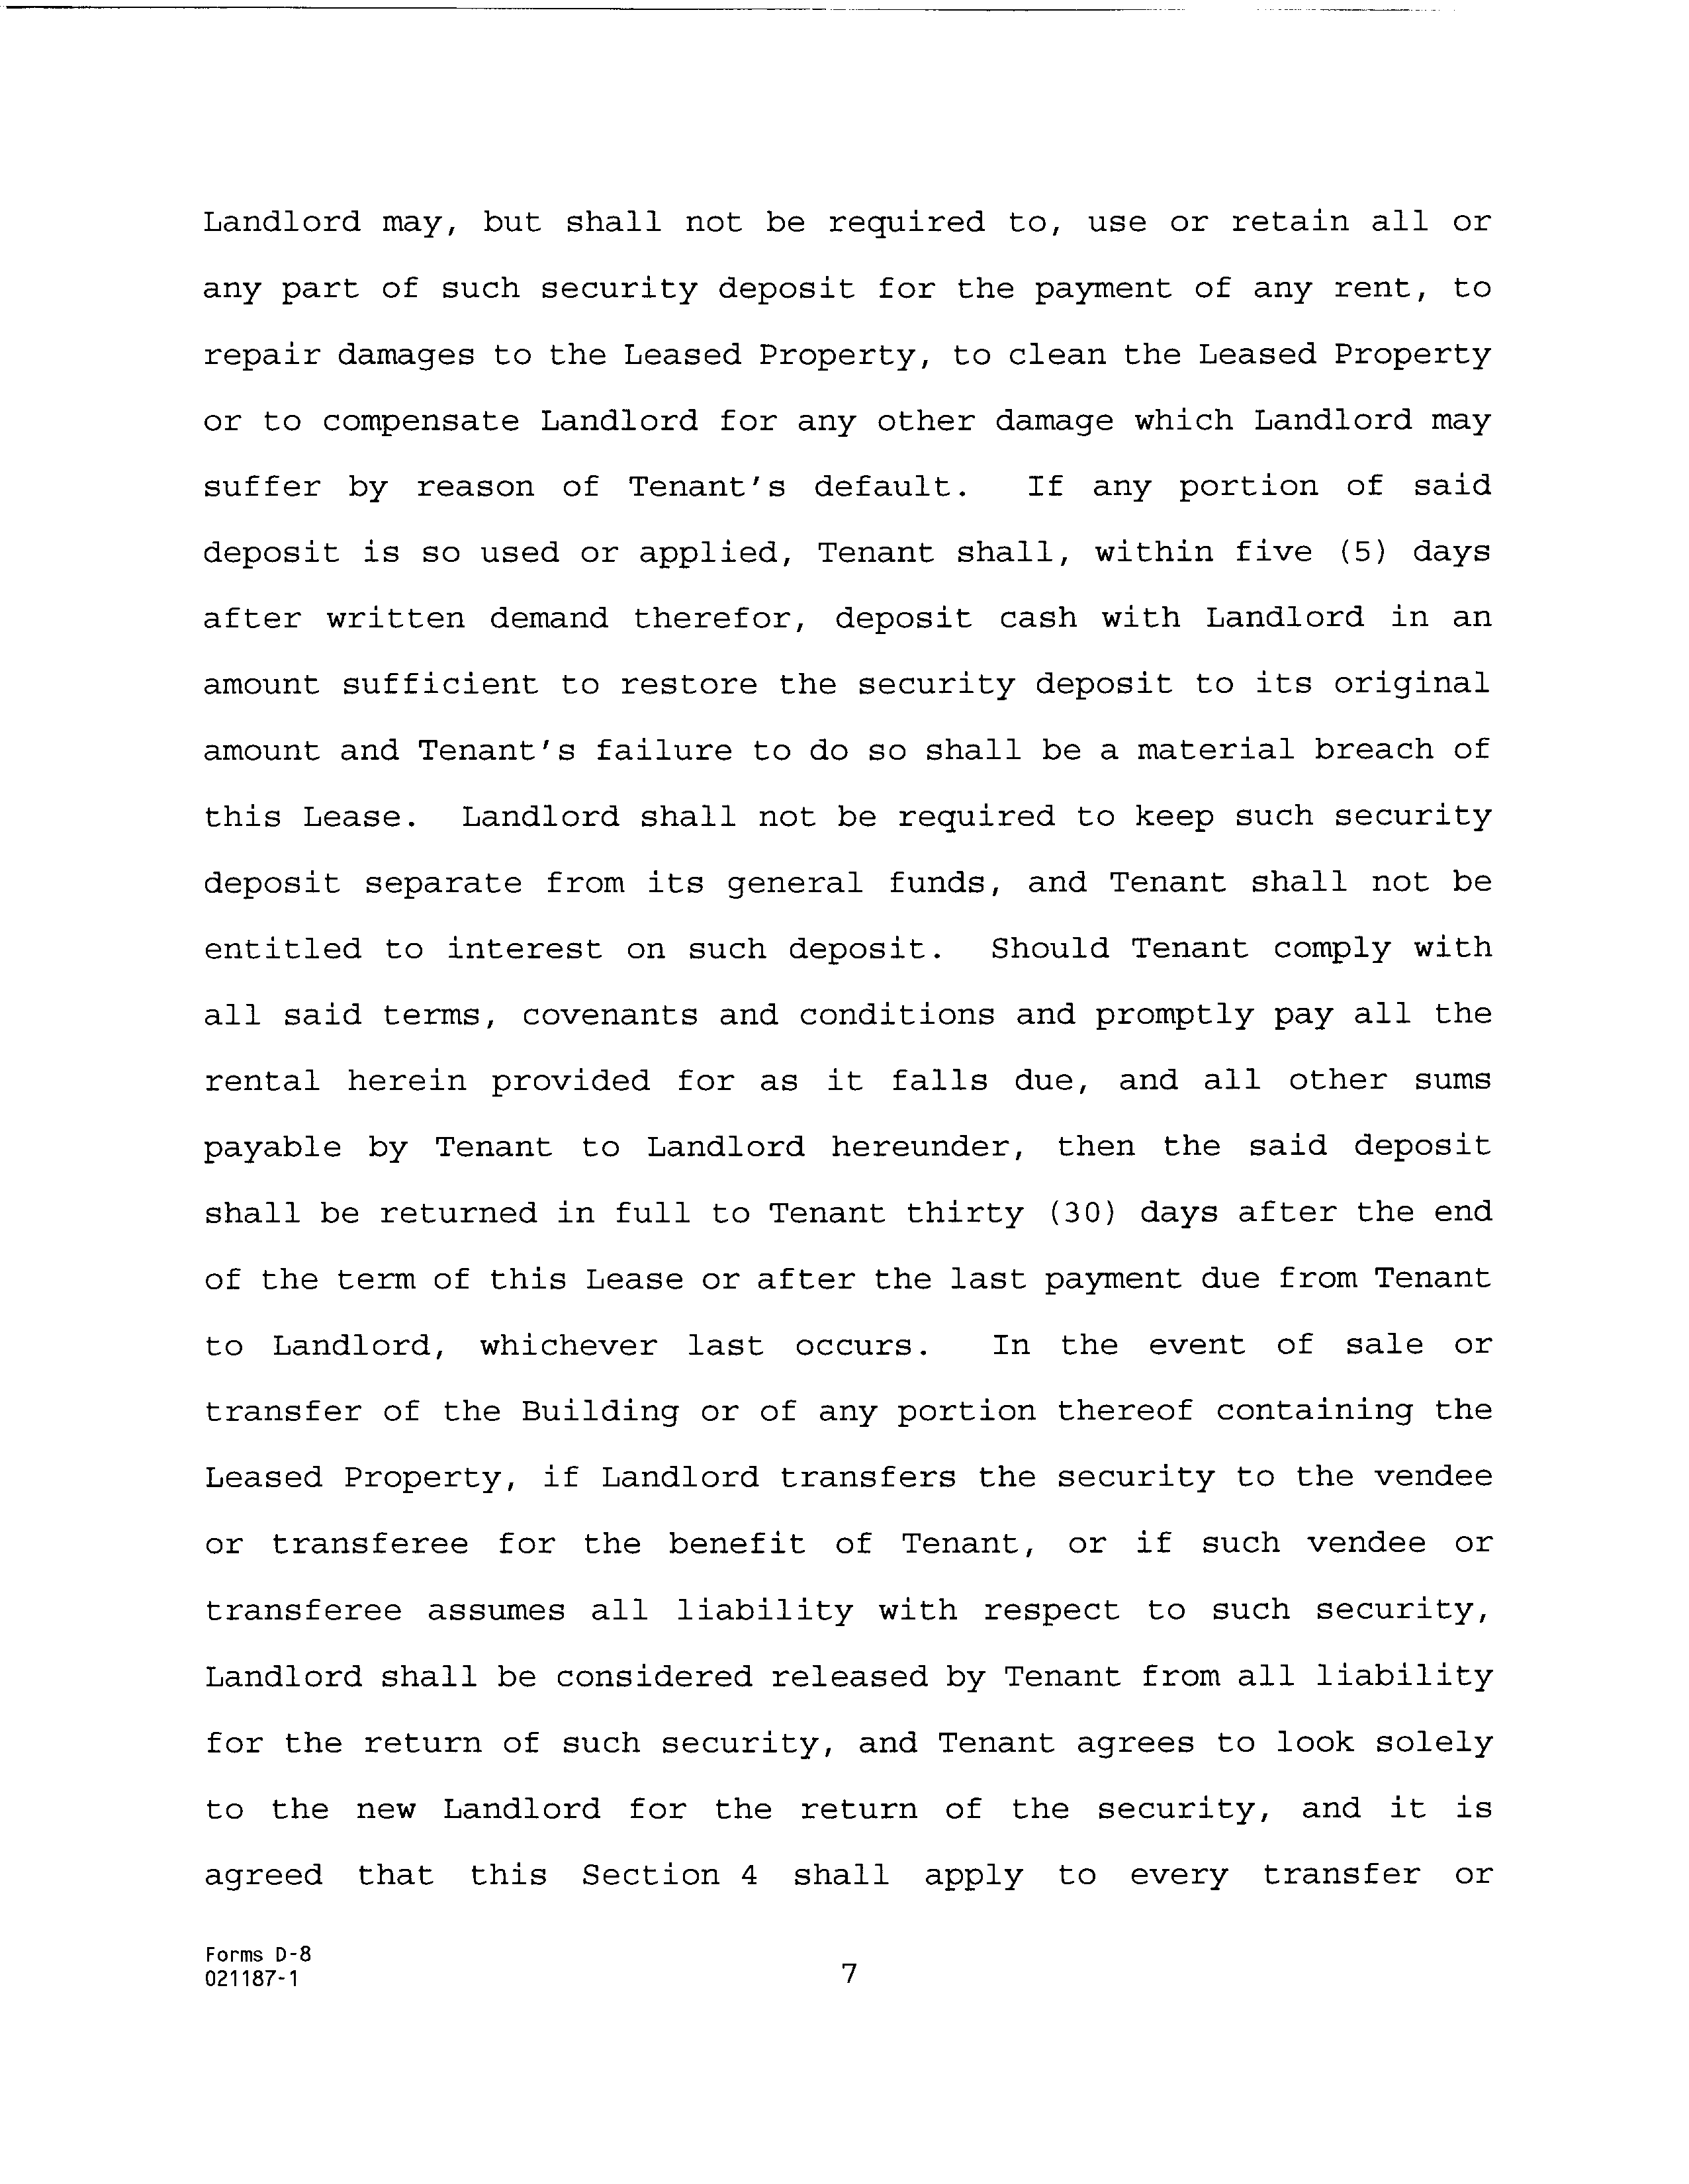 Landlord may, but shall not be required to, use or retain all or
any part of such security deposit for the payment of any rent, to
repair damages to the Leased Property, to clean the Leased Property
or to compensate Landlord for any other damage which Landlord may
suffer by reason of Tenant's default. If any portion of said
deposit is so used or applied, Tenant shall, within five (5) days
after written demand therefor, deposit cash with Landlord in an
amount sufficient to restore the security deposit to its original
amount and Tenant's failure to do so shall be a material breach of
this Lease. Landlord shall not be required to keep such security
deposit separate from its general funds, and Tenant shall not be
entitled to interest on such deposit. Should Tenant comply with
all said terms, covenants and conditions and promptly pay all the
rental herein provided for as it falls due, and all other sums
payable by Tenant to Landlord hereunder, then the said deposit
shall be returned in full to Tenant thirty (30) days after the end
of the term of this Lease or after the last payment due from Tenant
to Landlord, whichever last occurs. In the event of sale or
transfer of the Building or of any portion thereof containing the
Leased Property, if Landlord transfers the security to the vendee
or transferee for the benefit of Tenant, or if such vendee or
transferee assumes all liability with respect to such security,
Landlord shall be considered released by Tenant from all liability
for the return of such security, and Tenant agrees to look solely
to the new Landlord for the return of the security, and it is
agreed that this Section 4 shall apply to every transfer or
Forms D-8
021187-1
7